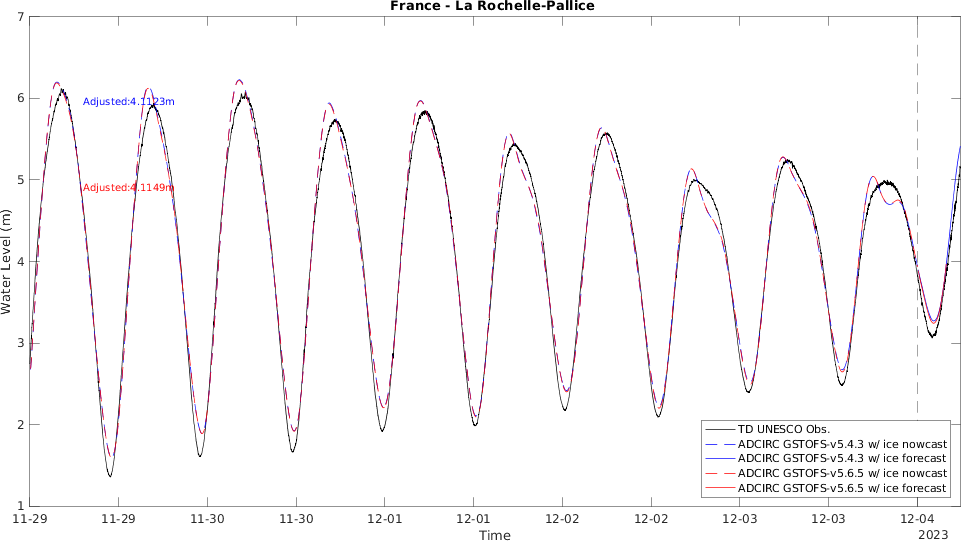 France - La Rochelle-Pallice
7
6
5
4
3
2
1
Water Level (m)
Adjusted:4.1123m
Adjusted:4.1149m
TD UNESCO Obs.
ADCIRC GSTOFS-v5.4.3 w/ ice nowcast
ADCIRC GSTOFS-v5.4.3 w/ ice forecast
ADCIRC GSTOFS-v5.6.5 w/ ice nowcast
ADCIRC GSTOFS-v5.6.5 w/ ice forecast
11-29 11-29 11-30 11-30 12-01 12-01 12-02 12-02 12-03 12-03 12-04
Time
2023